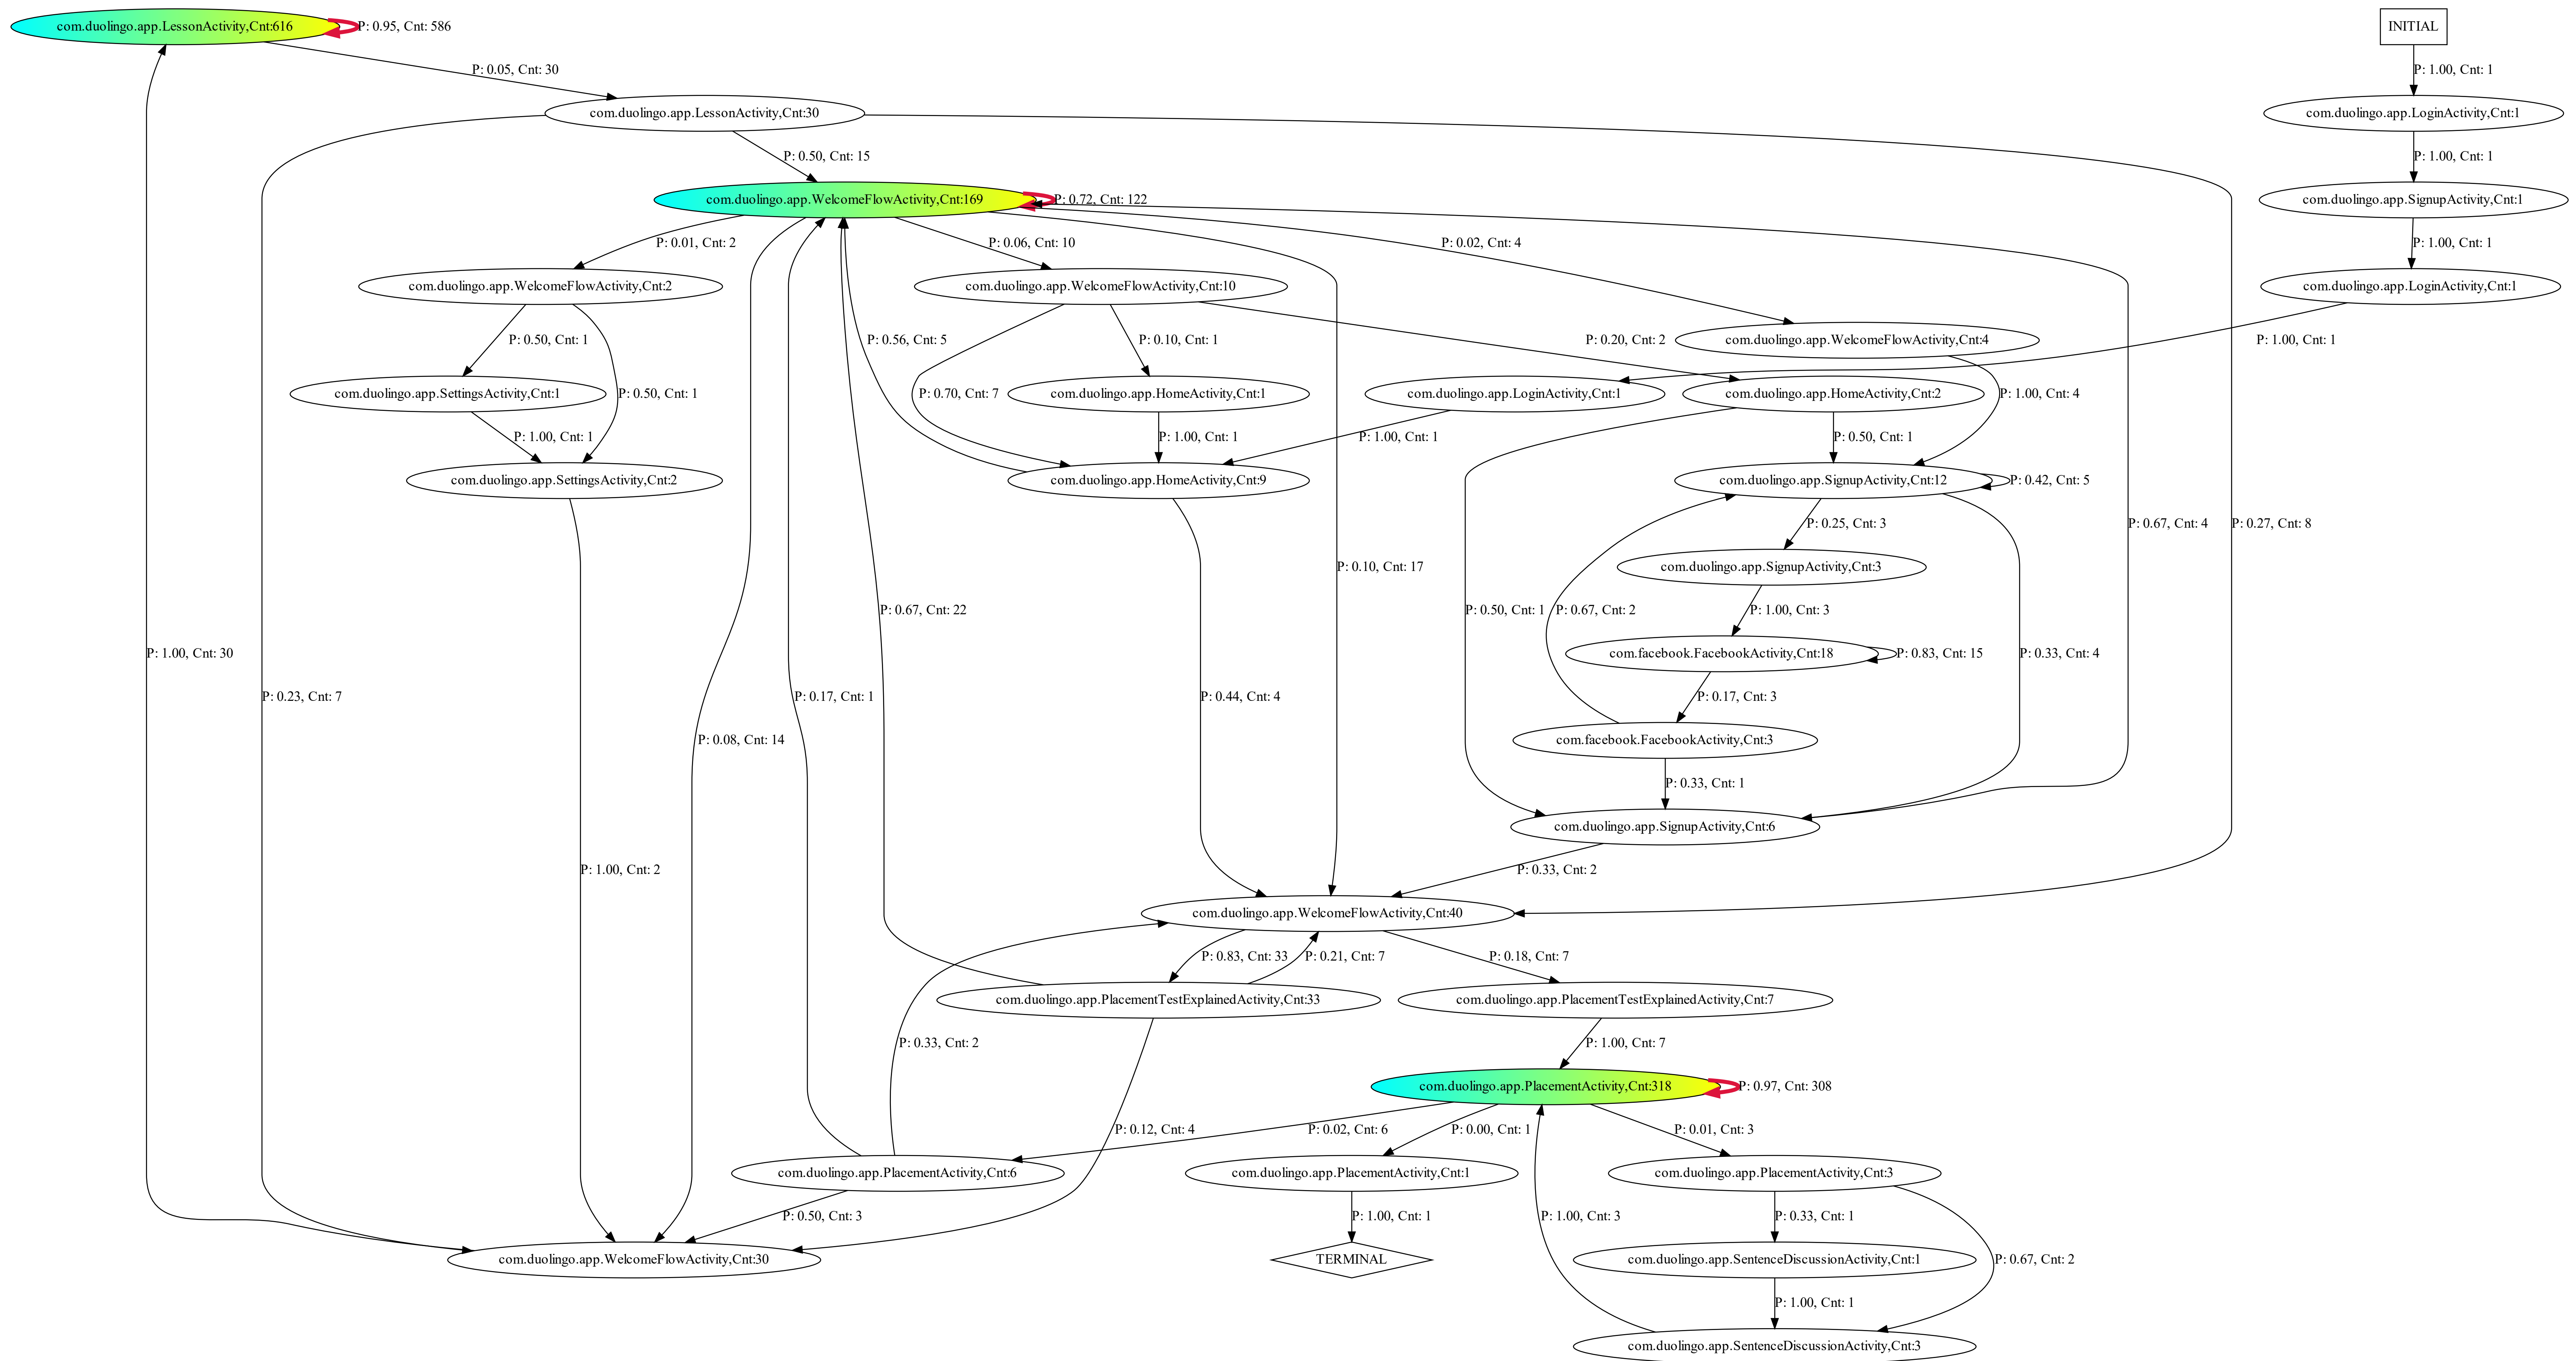 com.duolingo.app.LessonActivity,Cnt:616
P: 0.95, Cnt: 586
INITIAL
P: 0.05, Cnt: 30
P: 1.00, Cnt: 1
com.duolingo.app.LessonActivity,Cnt:30
com.duolingo.app.LoginActivity,Cnt:1
P: 0.50, Cnt: 15
P: 1.00, Cnt: 1
com.duolingo.app.WelcomeFlowActivity,Cnt:169
P: 0.72, Cnt: 122
com.duolingo.app.SignupActivity,Cnt:1
P: 0.01, Cnt: 2
P: 0.06, Cnt: 10
P: 0.02, Cnt: 4
P: 1.00, Cnt: 1
com.duolingo.app.WelcomeFlowActivity,Cnt:2
com.duolingo.app.WelcomeFlowActivity,Cnt:10
com.duolingo.app.LoginActivity,Cnt:1
P: 0.50, Cnt: 1
P: 0.56, Cnt: 5
P: 0.10, Cnt: 1
P: 0.20, Cnt: 2
com.duolingo.app.WelcomeFlowActivity,Cnt:4
P: 1.00, Cnt: 1
com.duolingo.app.SettingsActivity,Cnt:1
P: 0.50, Cnt: 1
P: 0.70, Cnt: 7
com.duolingo.app.HomeActivity,Cnt:1
com.duolingo.app.LoginActivity,Cnt:1
com.duolingo.app.HomeActivity,Cnt:2
P: 1.00, Cnt: 4
P: 1.00, Cnt: 1
P: 1.00, Cnt: 1
P: 1.00, Cnt: 1
P: 0.50, Cnt: 1
com.duolingo.app.SettingsActivity,Cnt:2
com.duolingo.app.HomeActivity,Cnt:9
com.duolingo.app.SignupActivity,Cnt:12
P: 0.42, Cnt: 5
P: 0.25, Cnt: 3
P: 0.67, Cnt: 4
P: 0.27, Cnt: 8
P: 0.10, Cnt: 17
com.duolingo.app.SignupActivity,Cnt:3
P: 0.67, Cnt: 22
P: 0.50, Cnt: 1
P: 0.67, Cnt: 2
P: 1.00, Cnt: 3
P: 1.00, Cnt: 30
com.facebook.FacebookActivity,Cnt:18
P: 0.83, Cnt: 15
P: 0.33, Cnt: 4
P: 0.23, Cnt: 7
P: 0.17, Cnt: 1
P: 0.44, Cnt: 4
P: 0.17, Cnt: 3
P: 0.08, Cnt: 14
com.facebook.FacebookActivity,Cnt:3
P: 0.33, Cnt: 1
com.duolingo.app.SignupActivity,Cnt:6
P: 1.00, Cnt: 2
P: 0.33, Cnt: 2
com.duolingo.app.WelcomeFlowActivity,Cnt:40
P: 0.83, Cnt: 33
P: 0.21, Cnt: 7
P: 0.18, Cnt: 7
com.duolingo.app.PlacementTestExplainedActivity,Cnt:33
com.duolingo.app.PlacementTestExplainedActivity,Cnt:7
P: 0.33, Cnt: 2
P: 1.00, Cnt: 7
com.duolingo.app.PlacementActivity,Cnt:318
P: 0.97, Cnt: 308
P: 0.12, Cnt: 4
P: 0.02, Cnt: 6
P: 0.00, Cnt: 1
P: 0.01, Cnt: 3
com.duolingo.app.PlacementActivity,Cnt:6
com.duolingo.app.PlacementActivity,Cnt:1
com.duolingo.app.PlacementActivity,Cnt:3
P: 0.50, Cnt: 3
P: 1.00, Cnt: 1
P: 1.00, Cnt: 3
P: 0.33, Cnt: 1
com.duolingo.app.WelcomeFlowActivity,Cnt:30
TERMINAL
com.duolingo.app.SentenceDiscussionActivity,Cnt:1
P: 0.67, Cnt: 2
P: 1.00, Cnt: 1
com.duolingo.app.SentenceDiscussionActivity,Cnt:3